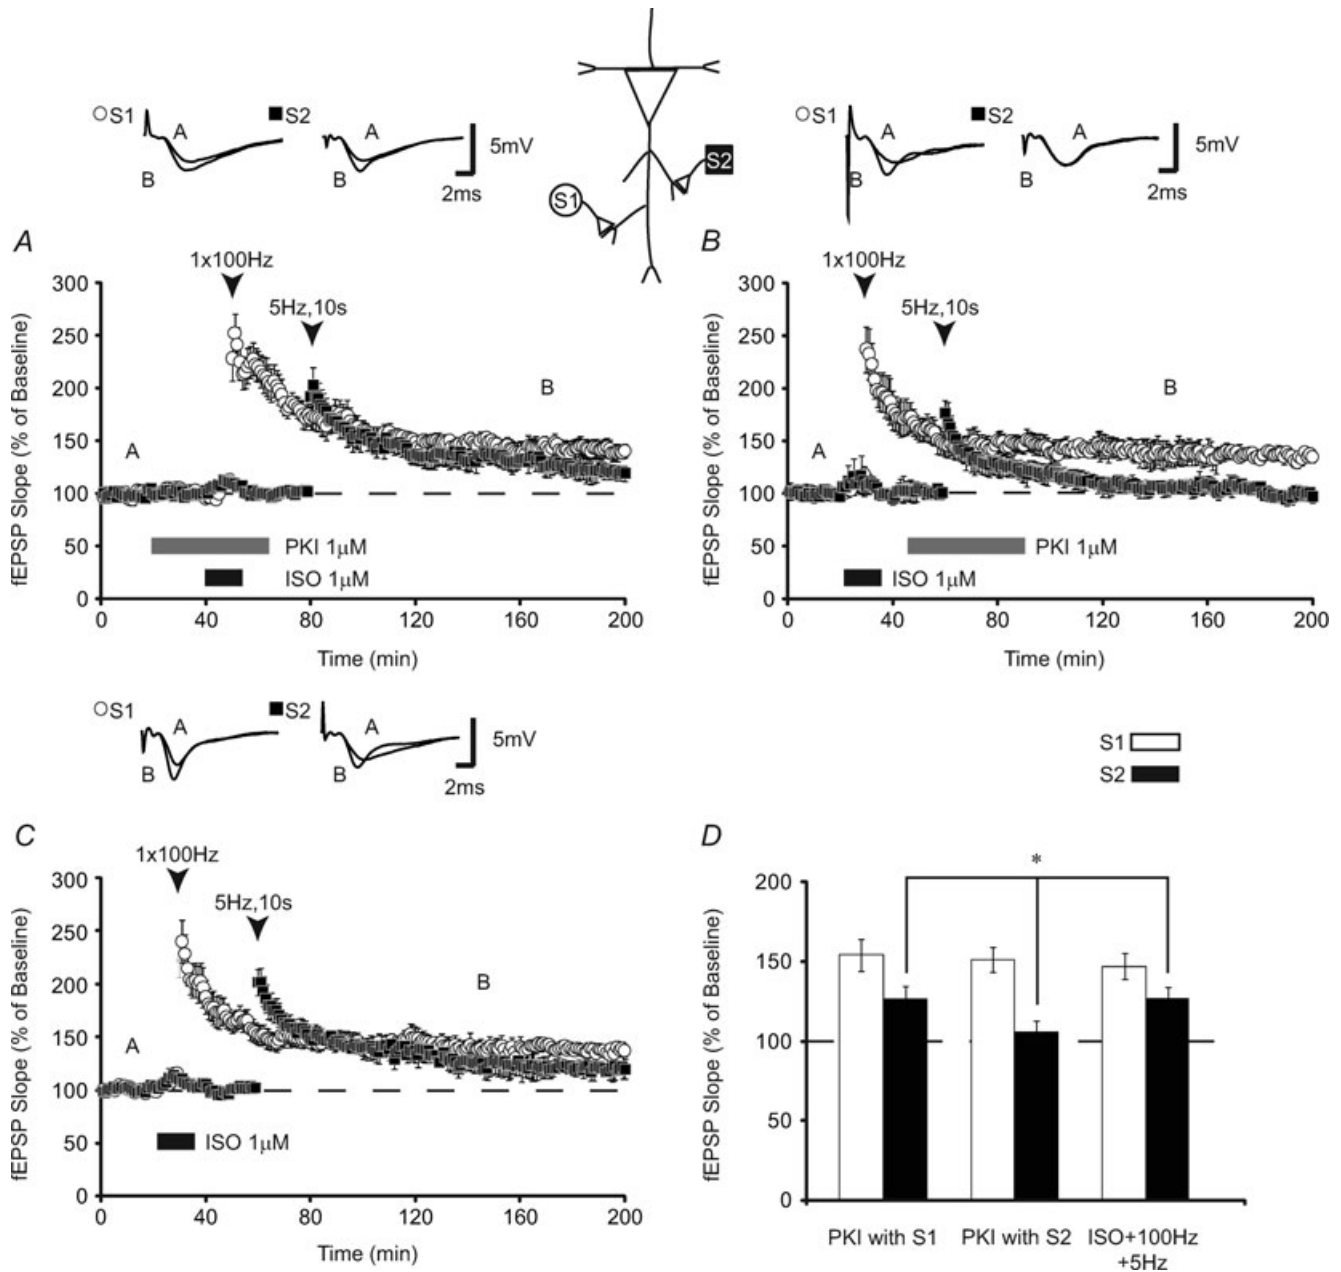 S1
S2
A
A
B
B
5mV
2ms
S2
S1
S1
S2
A
A
B
B
5mV
2ms
A
1x100Hz
5Hz,10s
300
250
200
150
100
50
0
A
B
PKI 1μM
ISO 1μM
0 40 80 120 160 200
Time (min)
fEPSP Slope (% of Baseline)
B
1x100Hz
5Hz,10s
300
250
200
150
100
50
0
A
B
PKI 1μM
ISO 1μM
0 40 80 120 160 200
Time (min)
fEPSP Slope (% of Baseline)
S1
S2
A
A
B
B
5mV
2ms
C
1x100Hz
5Hz,10s
300
250
200
150
100
50
0
A
B
ISO 1μM
0 40 80 120 160 200
Time (min)
fEPSP Slope (% of Baseline)
S1
S2
D
*
200
150
100
50
0
fEPSP Slope (% of Baseline)
PKI with S1 PKI with S2 ISO+100Hz
+5Hz